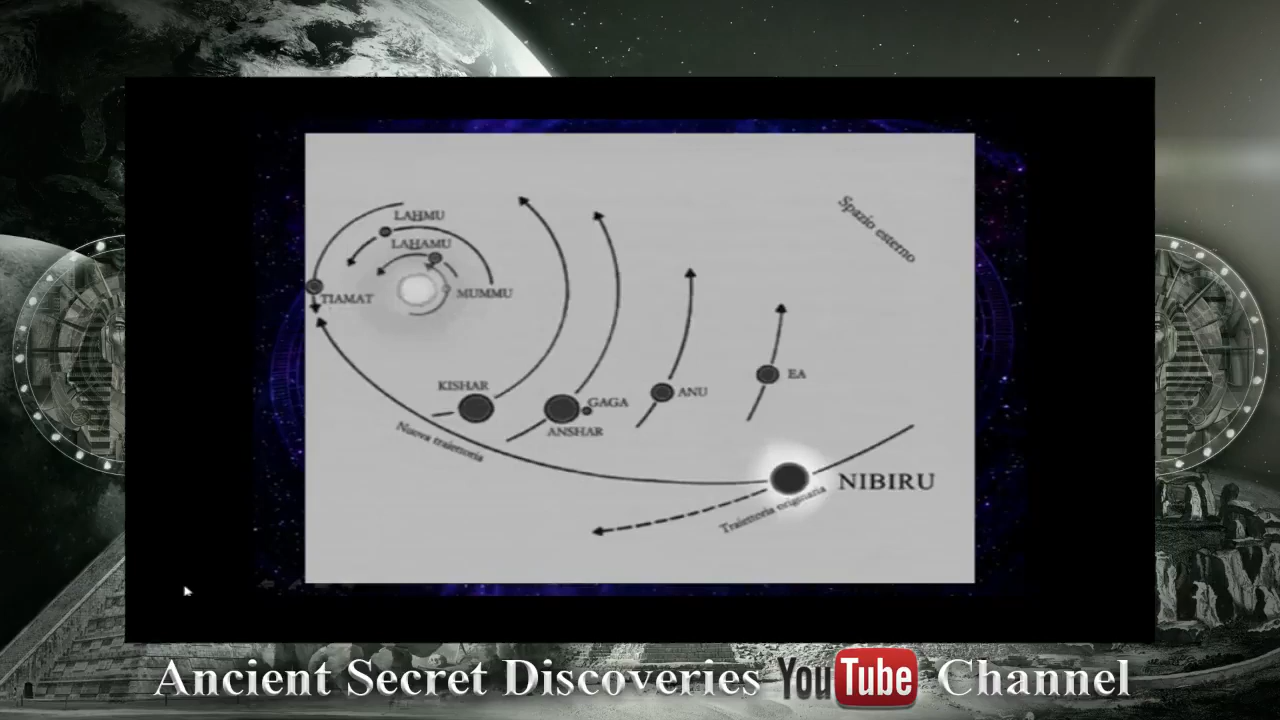 LAHMU
LAHAMU
MUMMU
TIAMAT
Spazio esterno
KISHAR
GAGA
ANSHAR
ANU
EA
Nuova traiettoria
NIBIRU
Traiettoria originaria
Ancient Secret Discoveries YouTube Channel